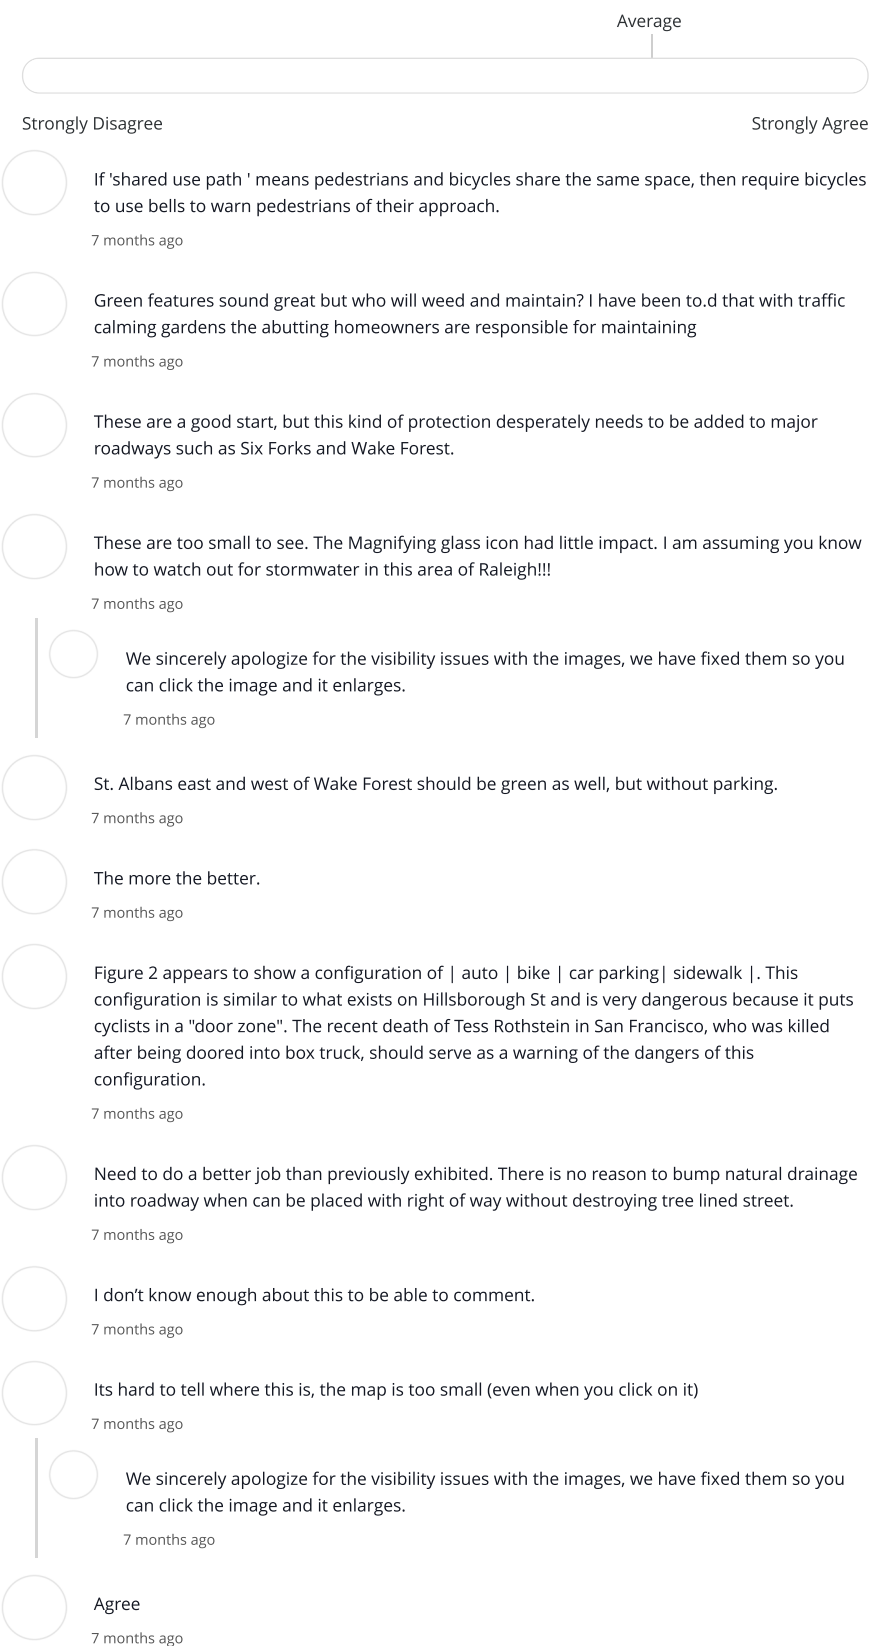 Average
Strongly Disagree
Strongly Agree
If 'shared use path ' means pedestrians and bicycles share the same space, then require bicycles
to use bells to warn pedestrians of their approach.
7 months ago
Green features sound great but who will weed and maintain? I have been to.d that with traffic
calming gardens the abutting homeowners are responsible for maintaining
7 months ago
These are a good start, but this kind of protection desperately needs to be added to major
roadways such as Six Forks and Wake Forest.
7 months ago
These are too small to see. The Magnifying glass icon had little impact. I am assuming you know
how to watch out for stormwater in this area of Raleigh!!!
7 months ago
We sincerely apologize for the visibility issues with the images, we have fixed them so you
can click the image and it enlarges.
7 months ago
St. Albans east and west of Wake Forest should be green as well, but without parking.
7 months ago
The more the better.
7 months ago
Figure 2 appears to show a configuration of | auto | bike | car parking| sidewalk |. This
configuration is similar to what exists on Hillsborough St and is very dangerous because it puts
cyclists in a "door zone". The recent death of Tess Rothstein in San Francisco, who was killed
after being doored into box truck, should serve as a warning of the dangers of this
configuration.
7 months ago
Need to do a better job than previously exhibited. There is no reason to bump natural drainage
into roadway when can be placed with right of way without destroying tree lined street.
7 months ago
I don’t know enough about this to be able to comment.
7 months ago
Its hard to tell where this is, the map is too small (even when you click on it)
7 months ago
We sincerely apologize for the visibility issues with the images, we have fixed them so you
can click the image and it enlarges.
7 months ago
Agree
7 months ago